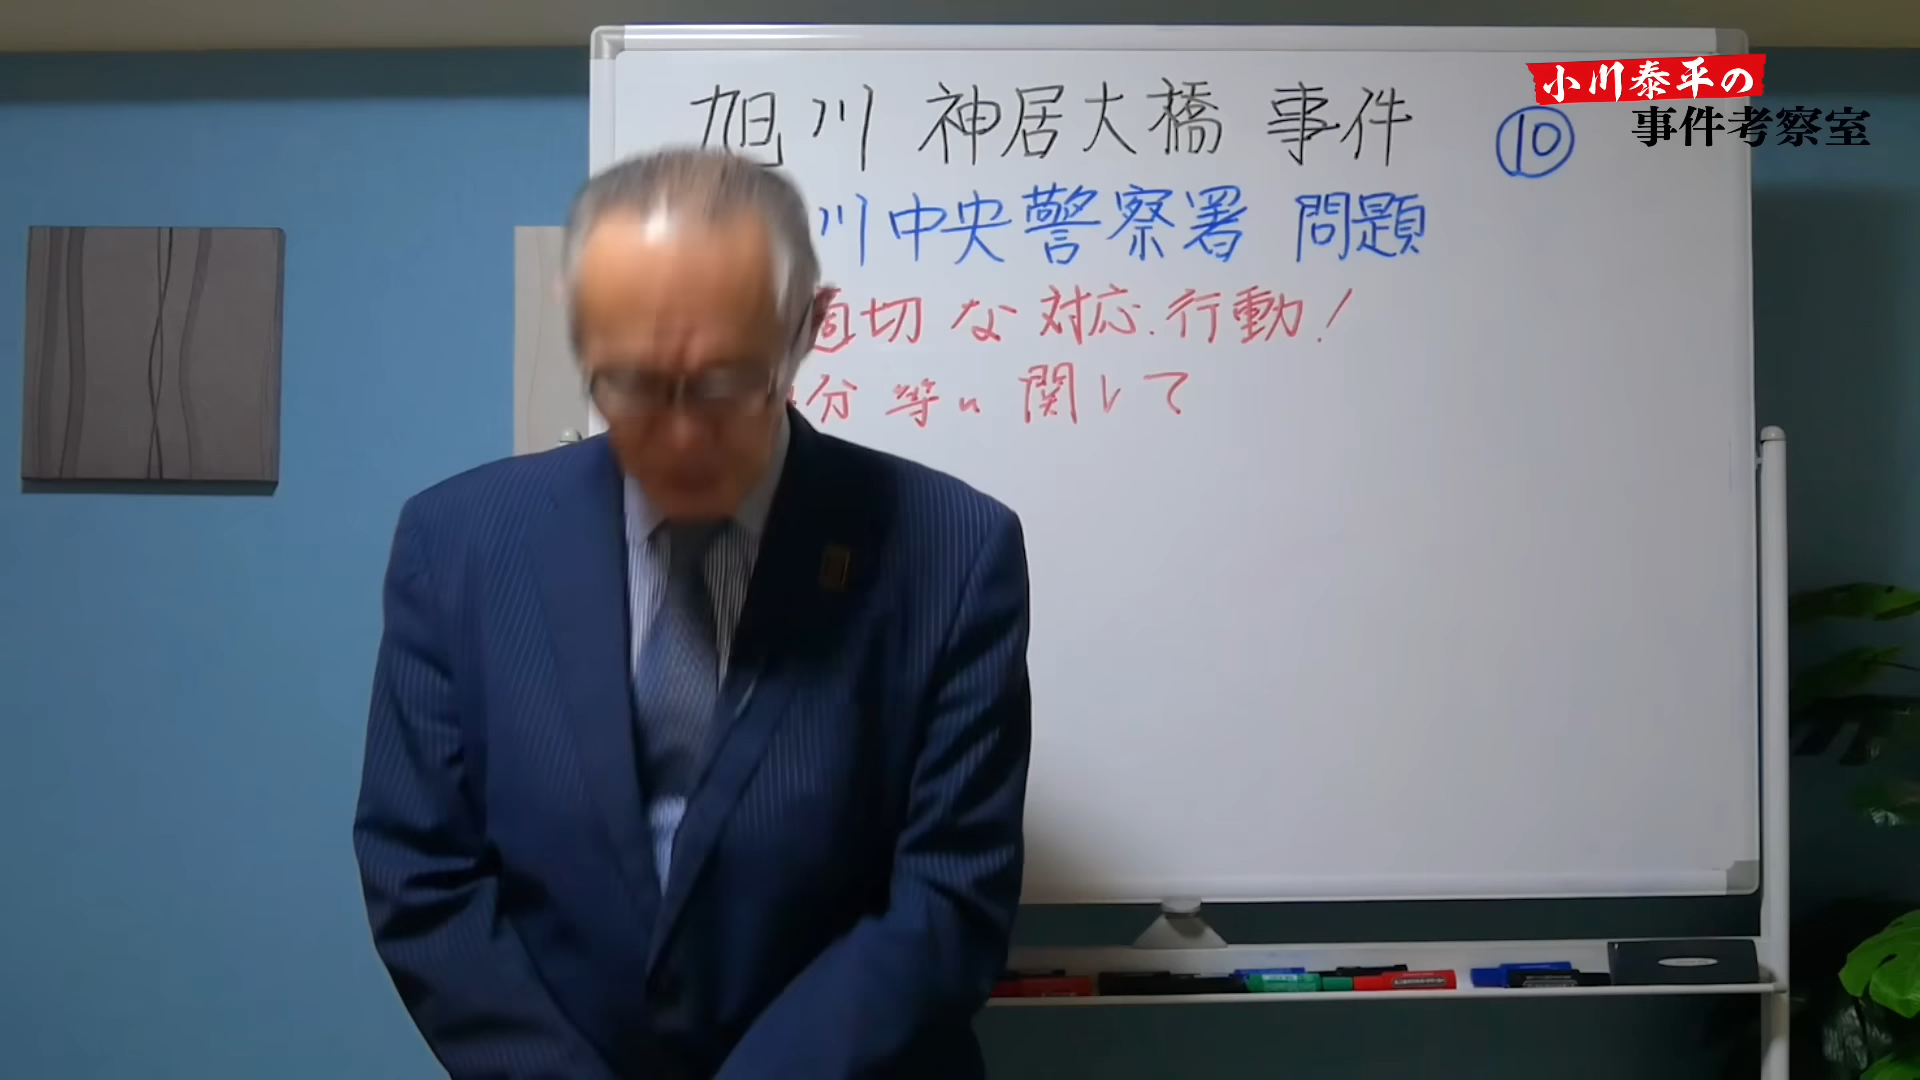 小川泰平の
事件考察室
旭川 神居大橋 事件 ⑩
川中央警察署 問題
適切な対応.行動!
分等に関して